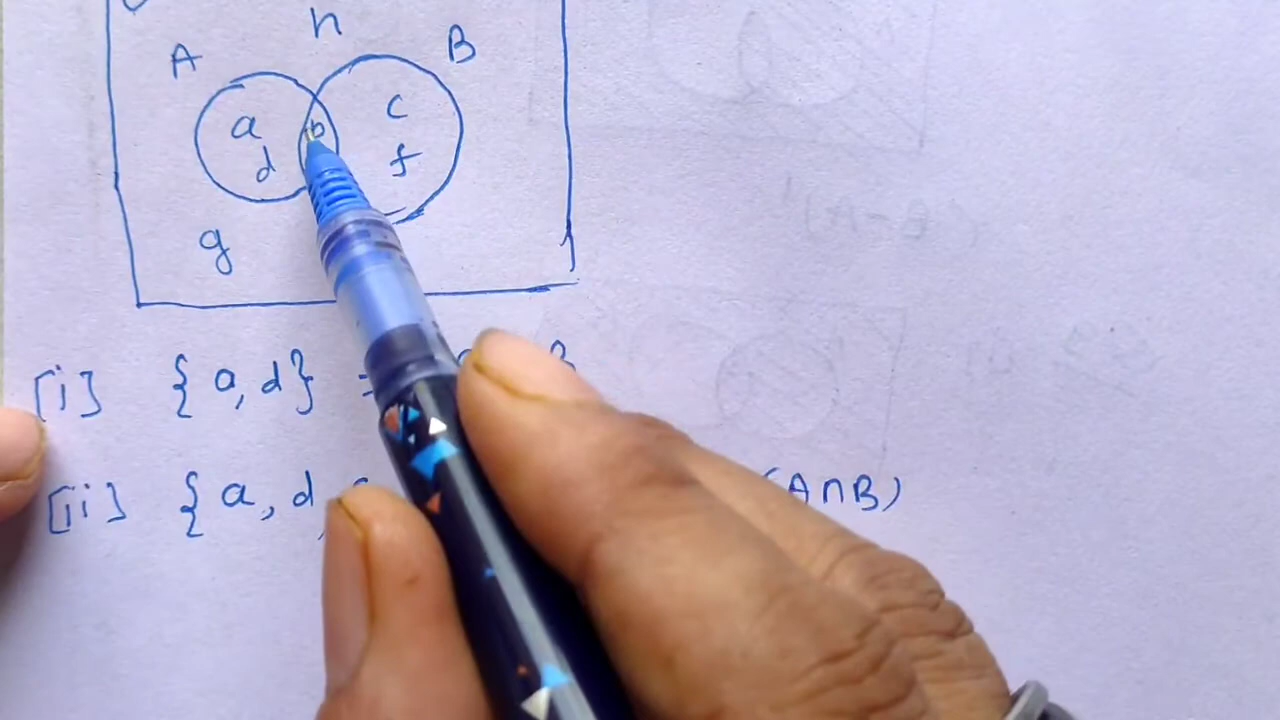 n
A B
a b c
d f
g
[i] { a, d } =
[ii] { a, d , (A∩B)